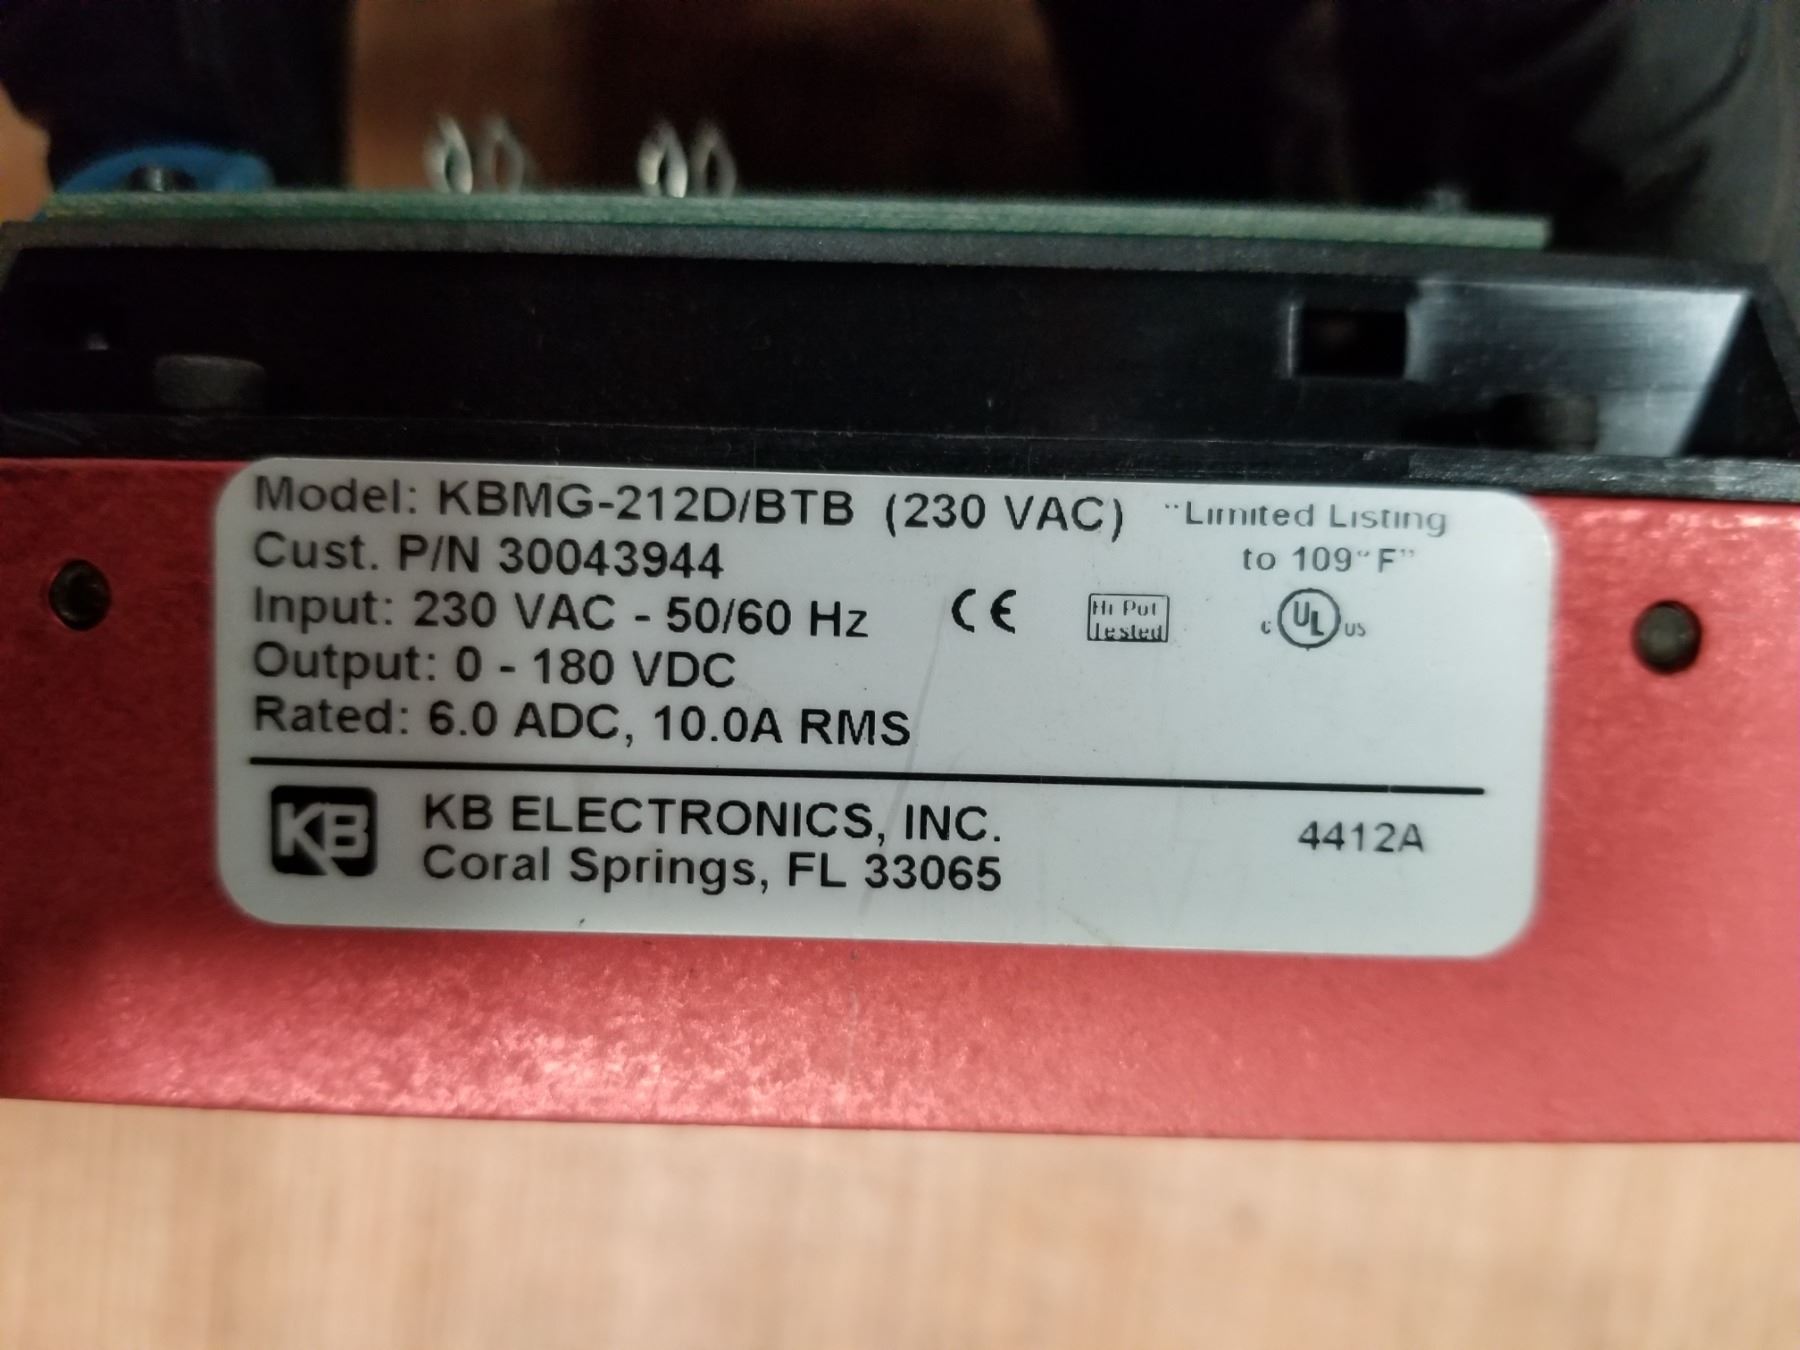 Model: KBMG-212D/BTB (230 VAC)
"Limited Listing
to 109°F"
Cust. P/N 30043944
Input: 230 VAC - 50/60 Hz
CE
Hi Pot
Tested
c UL US
Output: 0 - 180 VDC
Rated: 6.0 ADC, 10.0A RMS
KB
KB ELECTRONICS, INC.
Coral Springs, FL 33065
4412A